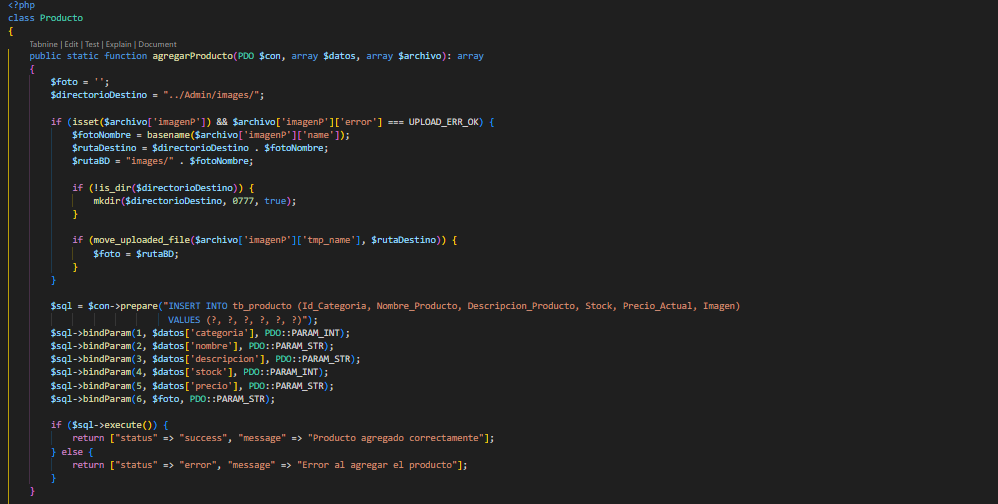 <?php
class Producto
{
Tabnine | Edit | Test | Explain | Document
public static function agregarProducto(PDO $con, array $datos, array $archivo): array
{
$foto = '';
$directorioDestino = "../Admin/images/";
if (isset($archivo['imagenP']) && $archivo['imagenP']['error'] === UPLOAD_ERR_OK) {
$fotoNombre = basename($archivo['imagenP']['name']);
$rutaDestino = $directorioDestino . $fotoNombre;
$rutaBD = "images/" . $fotoNombre;
if (!is_dir($directorioDestino)) {
mkdir($directorioDestino, 0777, true);
}
if (move_uploaded_file($archivo['imagenP']['tmp_name'], $rutaDestino)) {
$foto = $rutaBD;
}
}
$sql = $con->prepare("INSERT INTO tb_producto (Id_Categoria, Nombre_Producto, Descripcion_Producto, Stock, Precio_Actual, Imagen)
VALUES (?, ?, ?, ?, ?, ?)");
$sql->bindParam(1, $datos['categoria'], PDO::PARAM_INT);
$sql->bindParam(2, $datos['nombre'], PDO::PARAM_STR);
$sql->bindParam(3, $datos['descripcion'], PDO::PARAM_STR);
$sql->bindParam(4, $datos['stock'], PDO::PARAM_INT);
$sql->bindParam(5, $datos['precio'], PDO::PARAM_STR);
$sql->bindParam(6, $foto, PDO::PARAM_STR);
if ($sql->execute()) {
return ["status" => "success", "message" => "Producto agregado correctamente"];
} else {
return ["status" => "error", "message" => "Error al agregar el producto"];
}
}